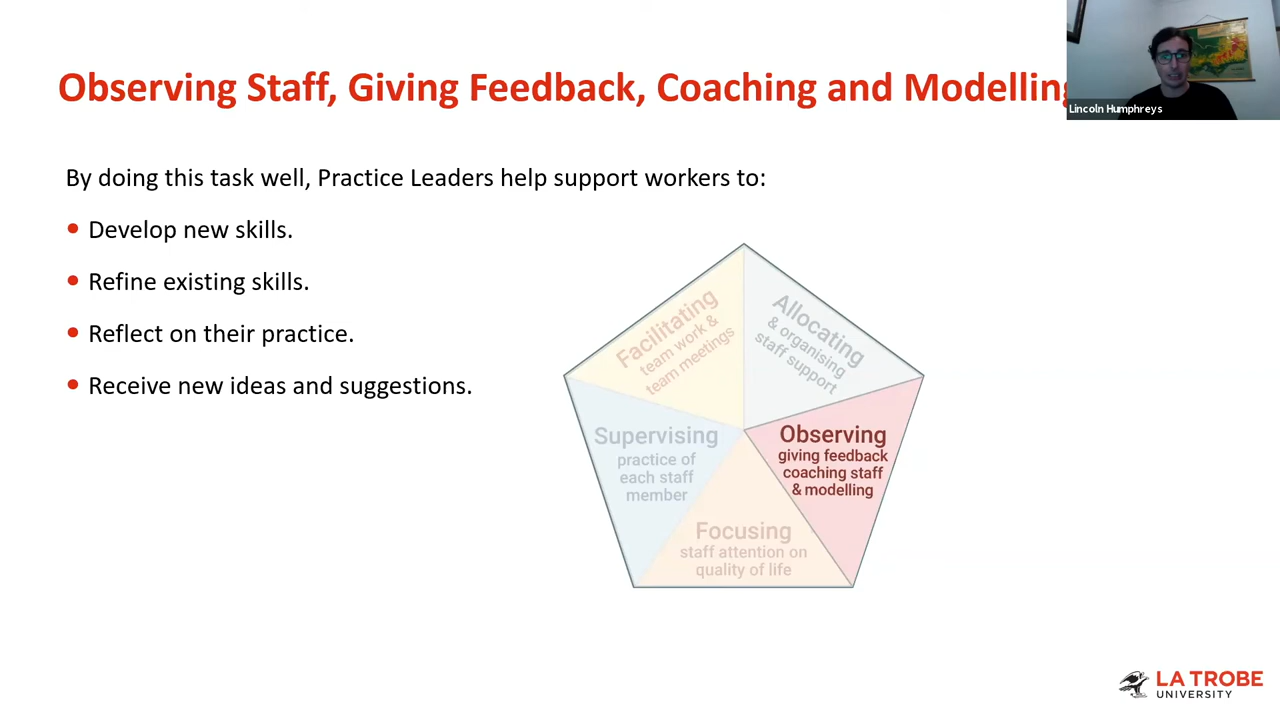 Observing Staff, Giving Feedback, Coaching and Modelling
Lincoln Humphreys
By doing this task well, Practice Leaders help support workers to:
• Develop new skills.
• Refine existing skills.
• Reflect on their practice.
• Receive new ideas and suggestions.
Facilitating
team work &
team meetings
Allocating
& organising
staff support
Supervising
practice of
each staff
member
Observing
giving feedback
coaching staff
& modelling
Focusing
staff attention on
quality of life
LA TROBE
UNIVERSITY